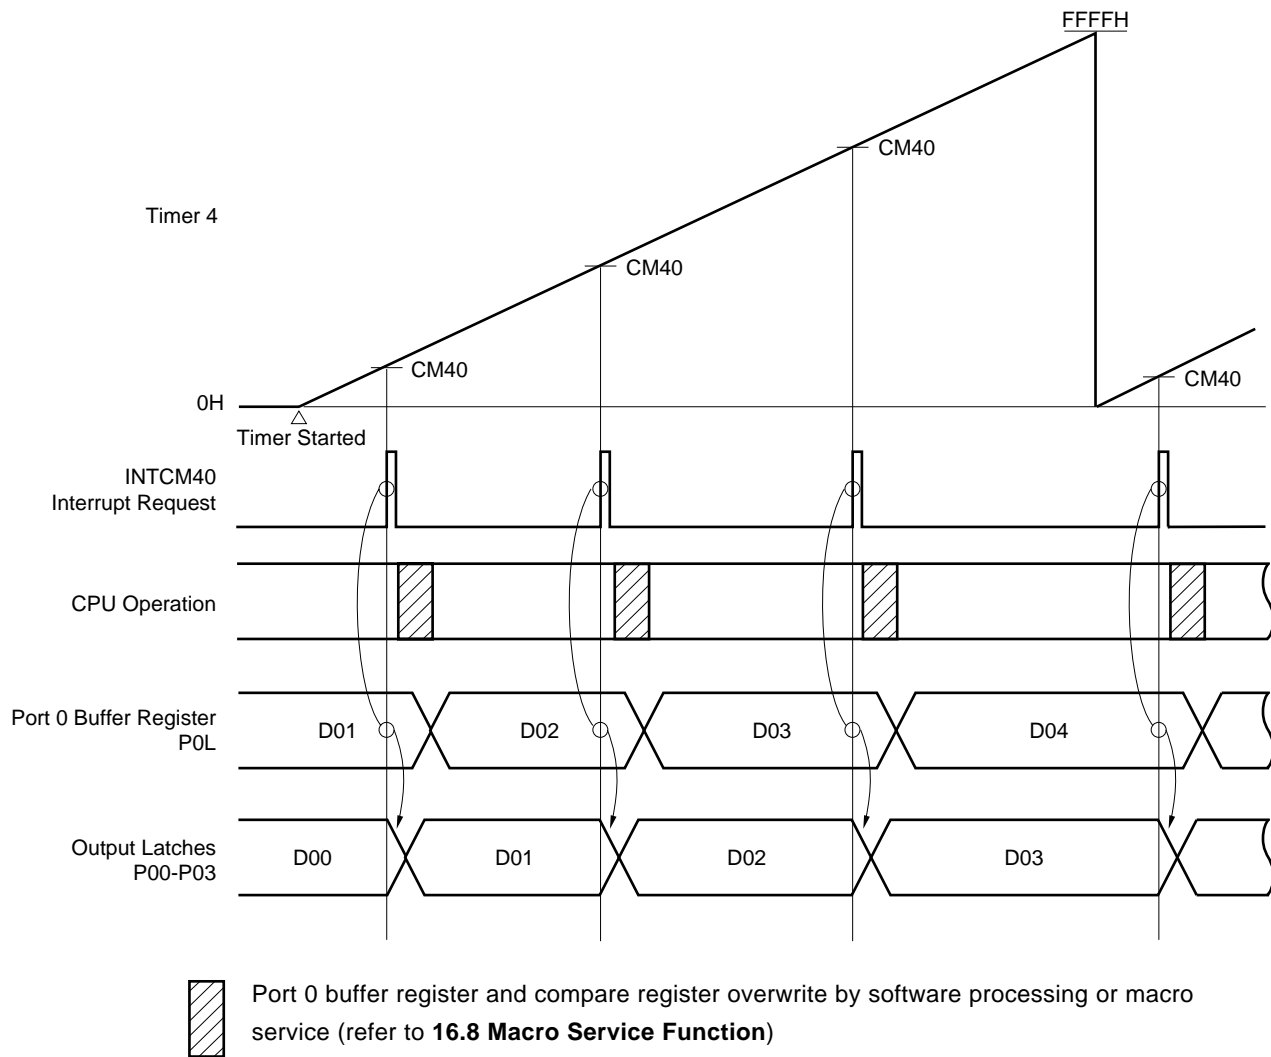 FFFFH
CM40
Timer 4
CM40
CM40
CM40
0H
Timer Started
INTCM40
Interrupt Request
CPU Operation
Port 0 Buffer Register
P0L
D01
D02
D03
D04
Output Latches
P00-P03
D00
D01
D02
D03
Port 0 buffer register and compare register overwrite by software processing or macro
service (refer to 16.8 Macro Service Function)